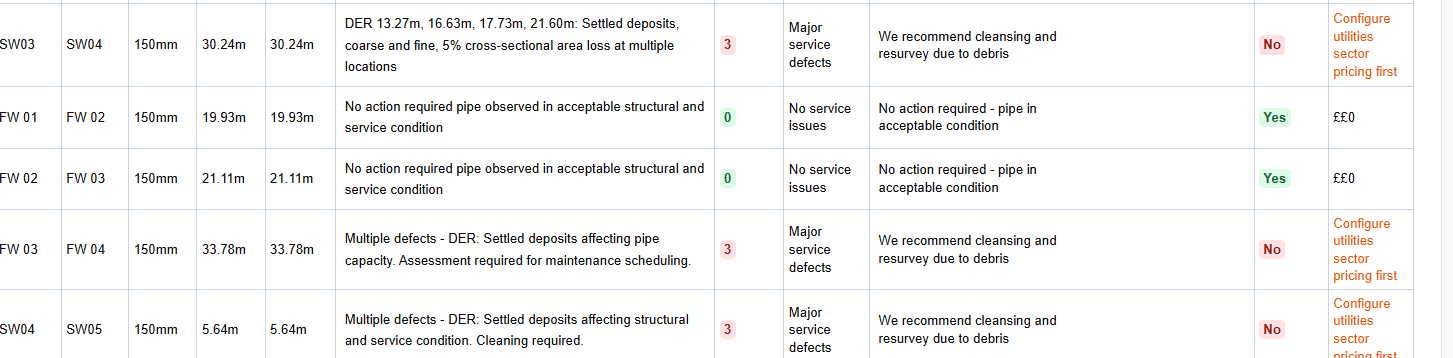 SW03 SW04 150mm 30.24m 30.24m DER 13.27m, 16.63m, 17.73m, 21.60m: Settled deposits,
coarse and fine, 5% cross-sectional area loss at multiple
locations
3
Major
service
defects
We recommend cleansing and
resurvey due to debris
No
Configure
utilities
sector
pricing first
FW 01 FW 02 150mm 19.93m 19.93m No action required pipe observed in acceptable structural and
service condition
0
No service
issues
No action required - pipe in
acceptable condition
Yes
££0
FW 02 FW 03 150mm 21.11m 21.11m No action required pipe observed in acceptable structural and
service condition
0
No service
issues
No action required - pipe in
acceptable condition
Yes
££0
FW 03 FW 04 150mm 33.78m 33.78m Multiple defects - DER: Settled deposits affecting pipe
capacity. Assessment required for maintenance scheduling.
3
Major
service
defects
We recommend cleansing and
resurvey due to debris
No
Configure
utilities
sector
pricing first
SW04 SW05 150mm 5.64m 5.64m Multiple defects - DER: Settled deposits affecting structural
and service condition. Cleaning required.
3
Major
service
defects
We recommend cleansing and
resurvey due to debris
No
Configure
utilities
sector
pricing first